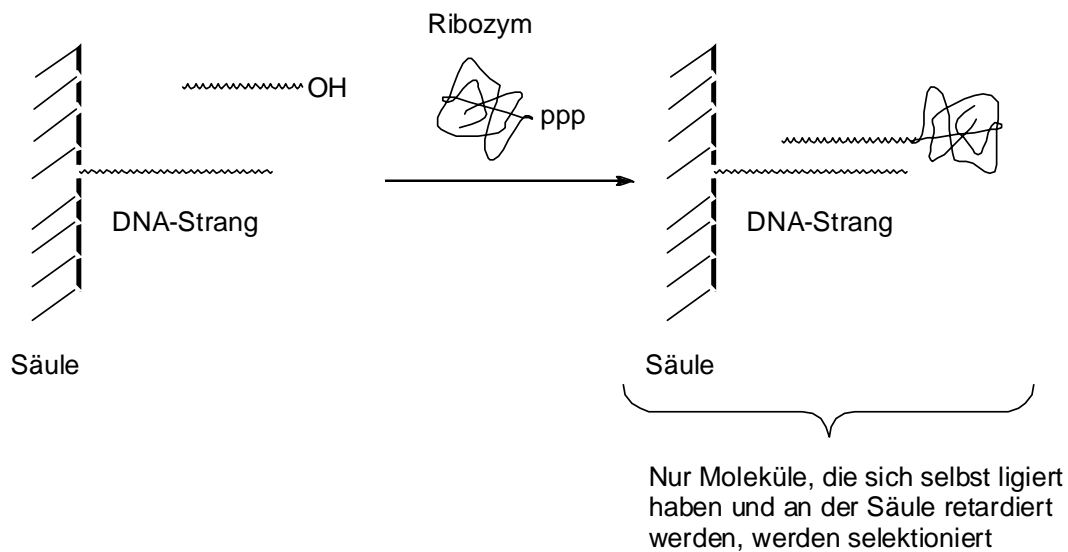 Ribozym
OH
ppp
DNA-Strang
DNA-Strang
Säule
Säule
Nur Moleküle, die sich selbst ligiert
haben und an der Säule retardiert
werden, werden selektioniert